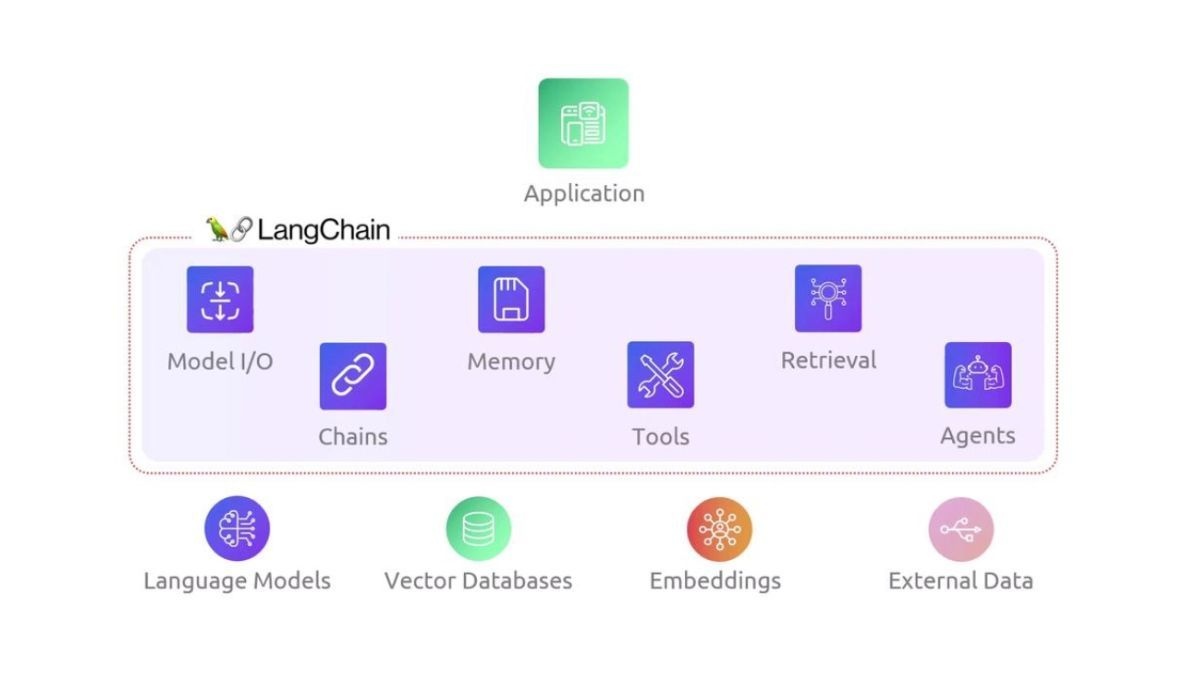 Application
LangChain
Model I/O
Memory
Retrieval
Chains
Tools
Agents
Language Models
Vector Databases
Embeddings
External Data